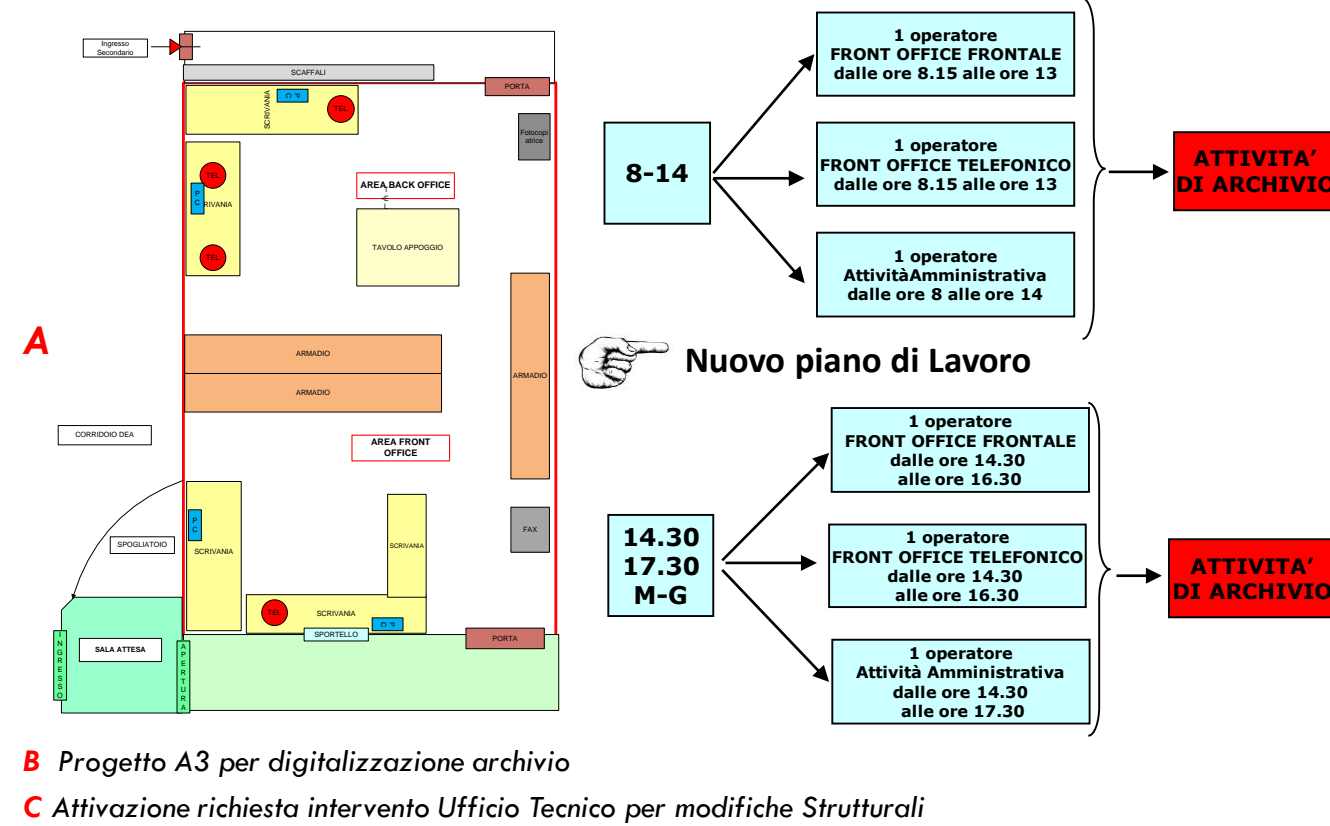 Ingresso
Secondario
SCAFFALI
PORTA
SCRIVANIA
PC
TEL
Fotocopi
atrice
TEL
PC
RIVANIA
TEL
AREA BACK OFFICE
TAVOLO APPOGGIO
A
ARMADIO
ARMADIO
ARMADIO
CORRIDOIO DEA
AREA FRONT
OFFICE
PC
SCRIVANIA
SCRIVANIA
FAX
SPOGLIATOIO
TEL
SCRIVANIA
PC
SPORTELLO
PORTA
INGRESSO
SALA ATTESA
APERTURA
8-14
1 operatore
FRONT OFFICE FRONTALE
dalle ore 8.15 alle ore 13
1 operatore
FRONT OFFICE TELEFONICO
dalle ore 8.15 alle ore 13
1 operatore
AttivitàAmministrativa
dalle ore 8 alle ore 14
ATTIVITA’
DI ARCHIVIO
Nuovo piano di Lavoro
14.30
17.30
M-G
1 operatore
FRONT OFFICE FRONTALE
dalle ore 14.30
alle ore 16.30
1 operatore
FRONT OFFICE TELEFONICO
dalle ore 14.30
alle ore 16.30
1 operatore
Attività Amministrativa
dalle ore 14.30
alle ore 17.30
ATTIVITA’
DI ARCHIVIO
B Progetto A3 per digitalizzazione archivio
C Attivazione richiesta intervento Ufficio Tecnico per modifiche Strutturali